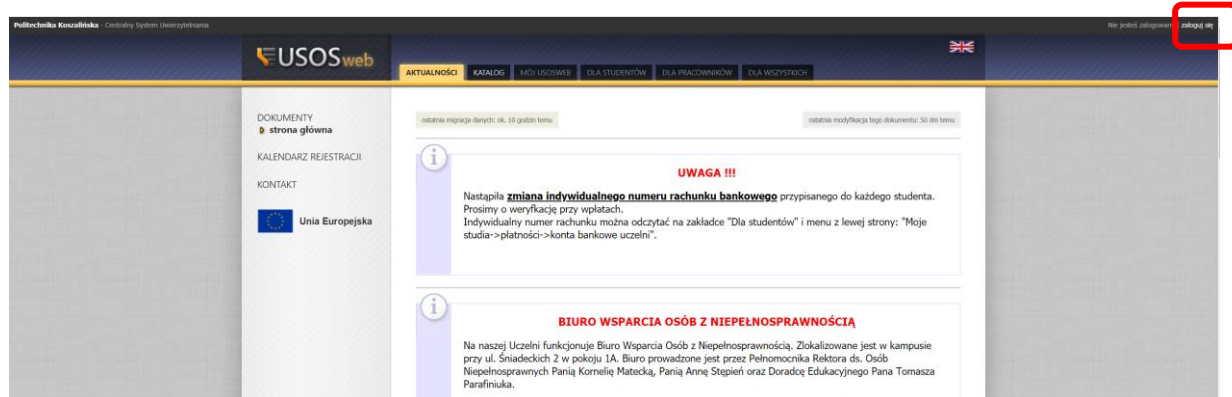 Politechnika Koszalińska - Centralny System Uwierzytelniania
Nie jesteś zalogowany | zaloguj się
USOSweb
AKTUALNOŚCI KATALOG MÓJ USOSWEB DLA STUDENTÓW DLA PRACOWNIKÓW DLA WSZYSTKICH
DOKUMENTY
strona główna
KALENDARZ REJESTRACJI
KONTAKT
Unia Europejska
ostatnia migracja danych: ok. 10 godzin temu
ostatnia modyfikacja tego dokumentu: 50 dni temu
UWAGA !!!
Nastąpiła zmiana indywidualnego numeru rachunku bankowego przypisanego do każdego studenta.
Prosimy o weryfkację przy wpłatach.
Indywidualny numer rachunku można odczytać na zakładce "Dla studentów" i menu z lewej strony: "Moje
studia->płatności->konta bankowe uczelni".
BIURO WSPARCIA OSÓB Z NIEPEŁNOSPRAWNOŚCIĄ
Na naszej Uczelni funkcjonuje Biuro Wsparcia Osób z Niepełnosprawnością. Zlokalizowane jest w kampusie
przy ul. Śniadeckich 2 w pokoju 1A. Biuro prowadzone jest przez Pełnomocnika Rektora ds. Osób
Niepełnosprawnych Panią Kornelię Matecką, Panią Annę Stępień oraz Doradcę Edukacyjnego Pana Tomasza
Parafiniuka.